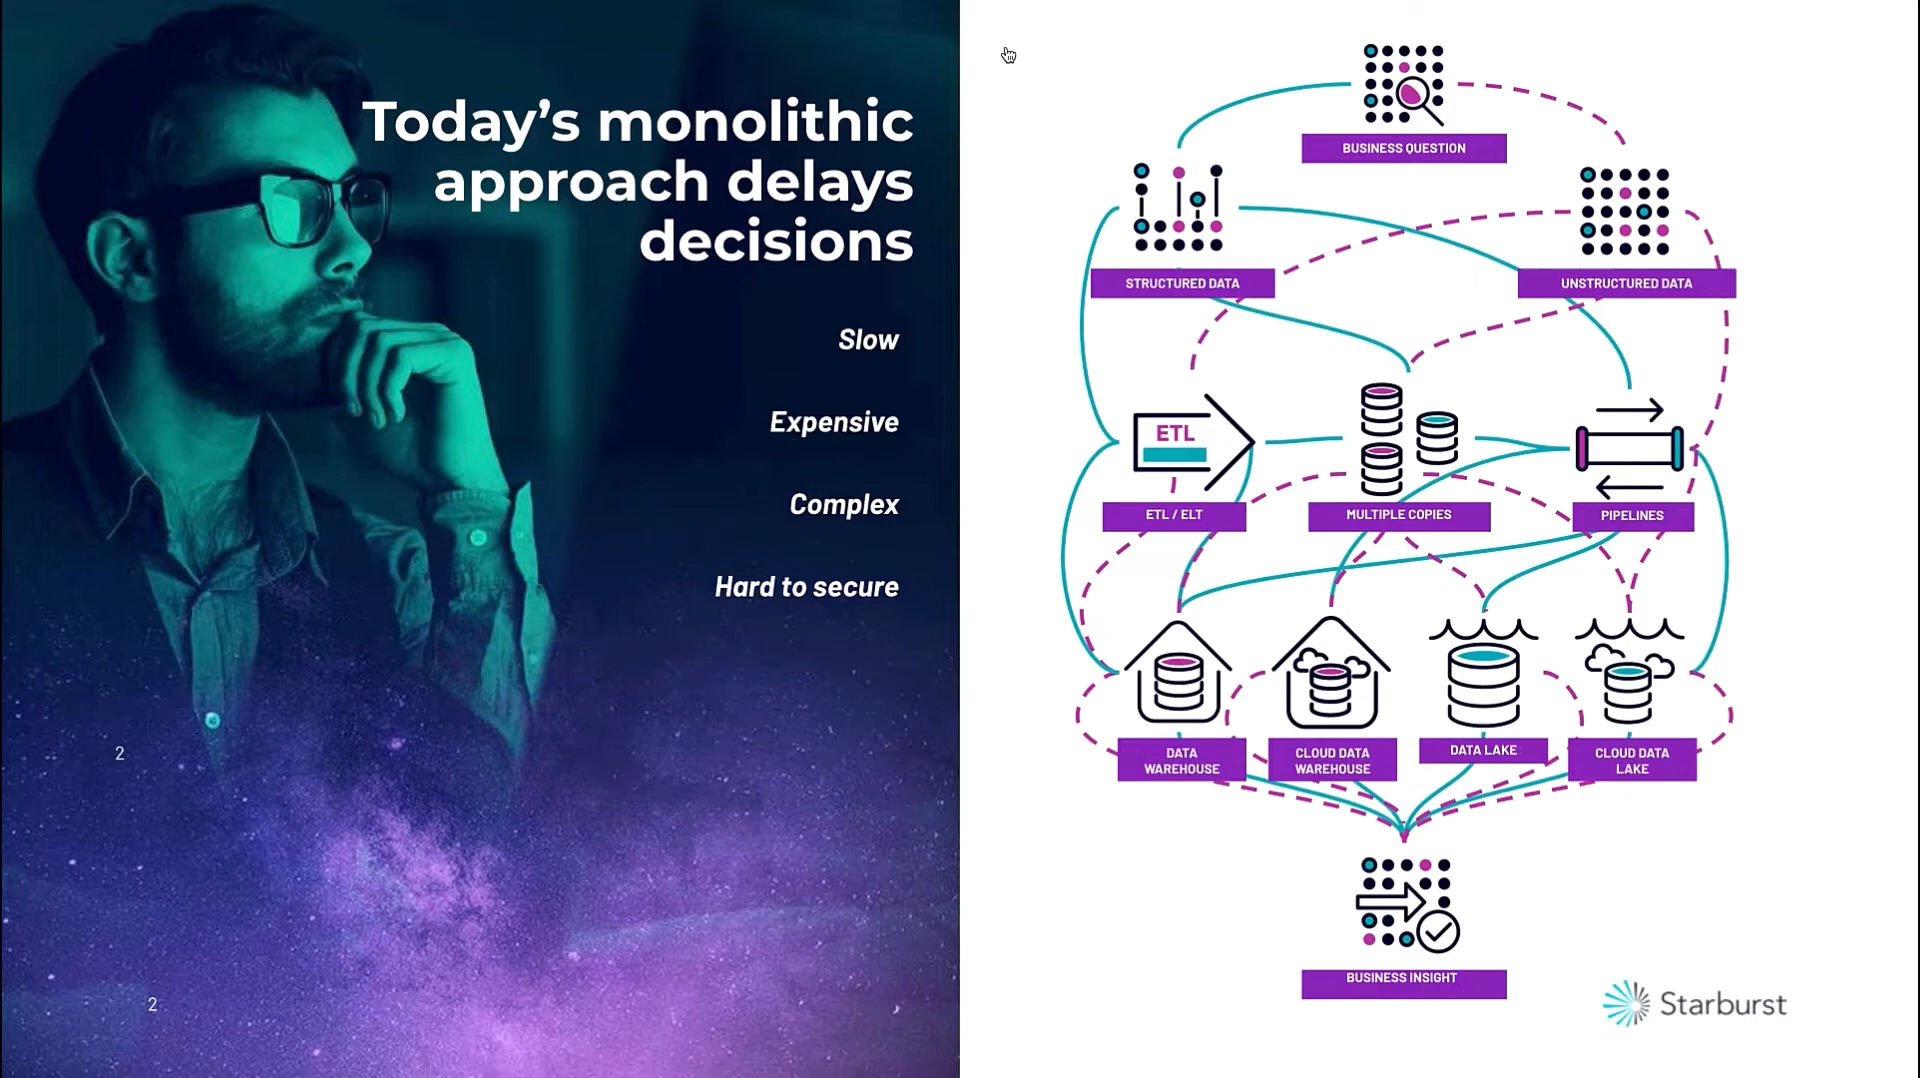 Today's monolithic
approach delays
decisions
Slow
Expensive
Complex
Hard to secure
2
2
BUSINESS QUESTION
STRUCTURED DATA
UNSTRUCTURED DATA
ETL
ETL / ELT
MULTIPLE COPIES
PIPELINES
DATA
WAREHOUSE
CLOUD DATA
WAREHOUSE
DATA LAKE
CLOUD DATA
LAKE
BUSINESS INSIGHT
Starburst